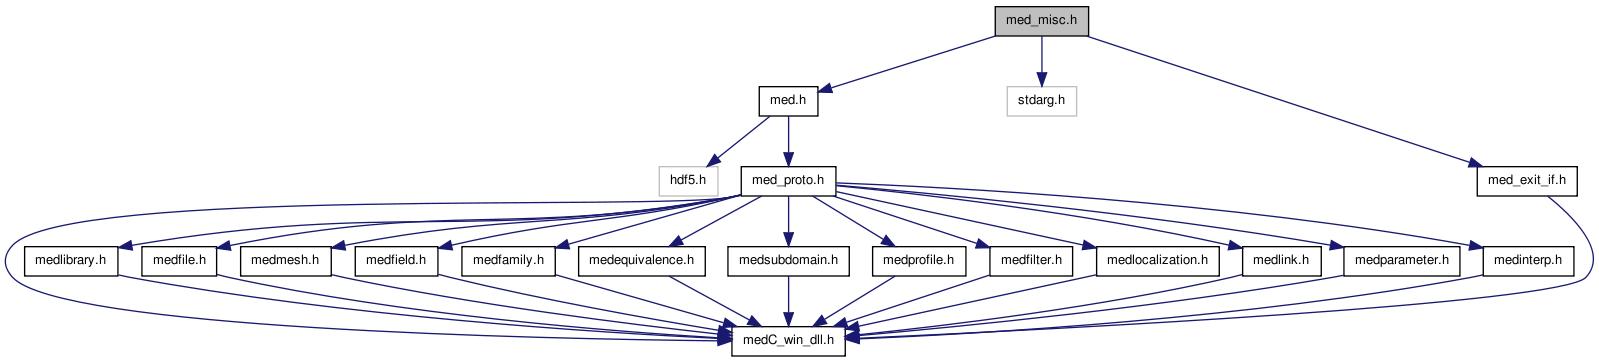 med_misc.h
med.h
stdarg.h
hdf5.h
med_proto.h
med_exit_if.h
medlibrary.h
medfile.h
medmesh.h
medfield.h
medfamily.h
medequivalence.h
medsubdomain.h
medprofile.h
medfilter.h
medlocalization.h
medlink.h
medparameter.h
medinterp.h
medC_win_dll.h